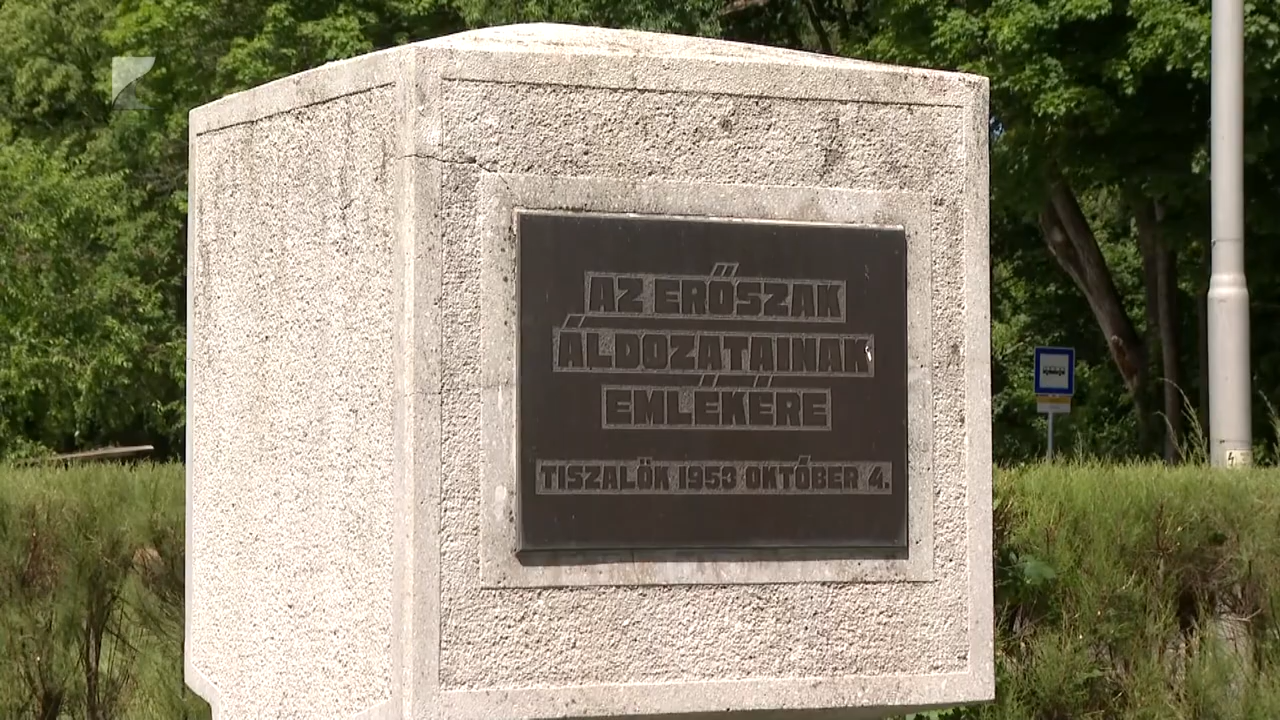 AZ ERŐSZAK
ÁLDOZATAINAK
EMLÉKÉRE
TISZALÖK 1953 OKTÓBER 4.